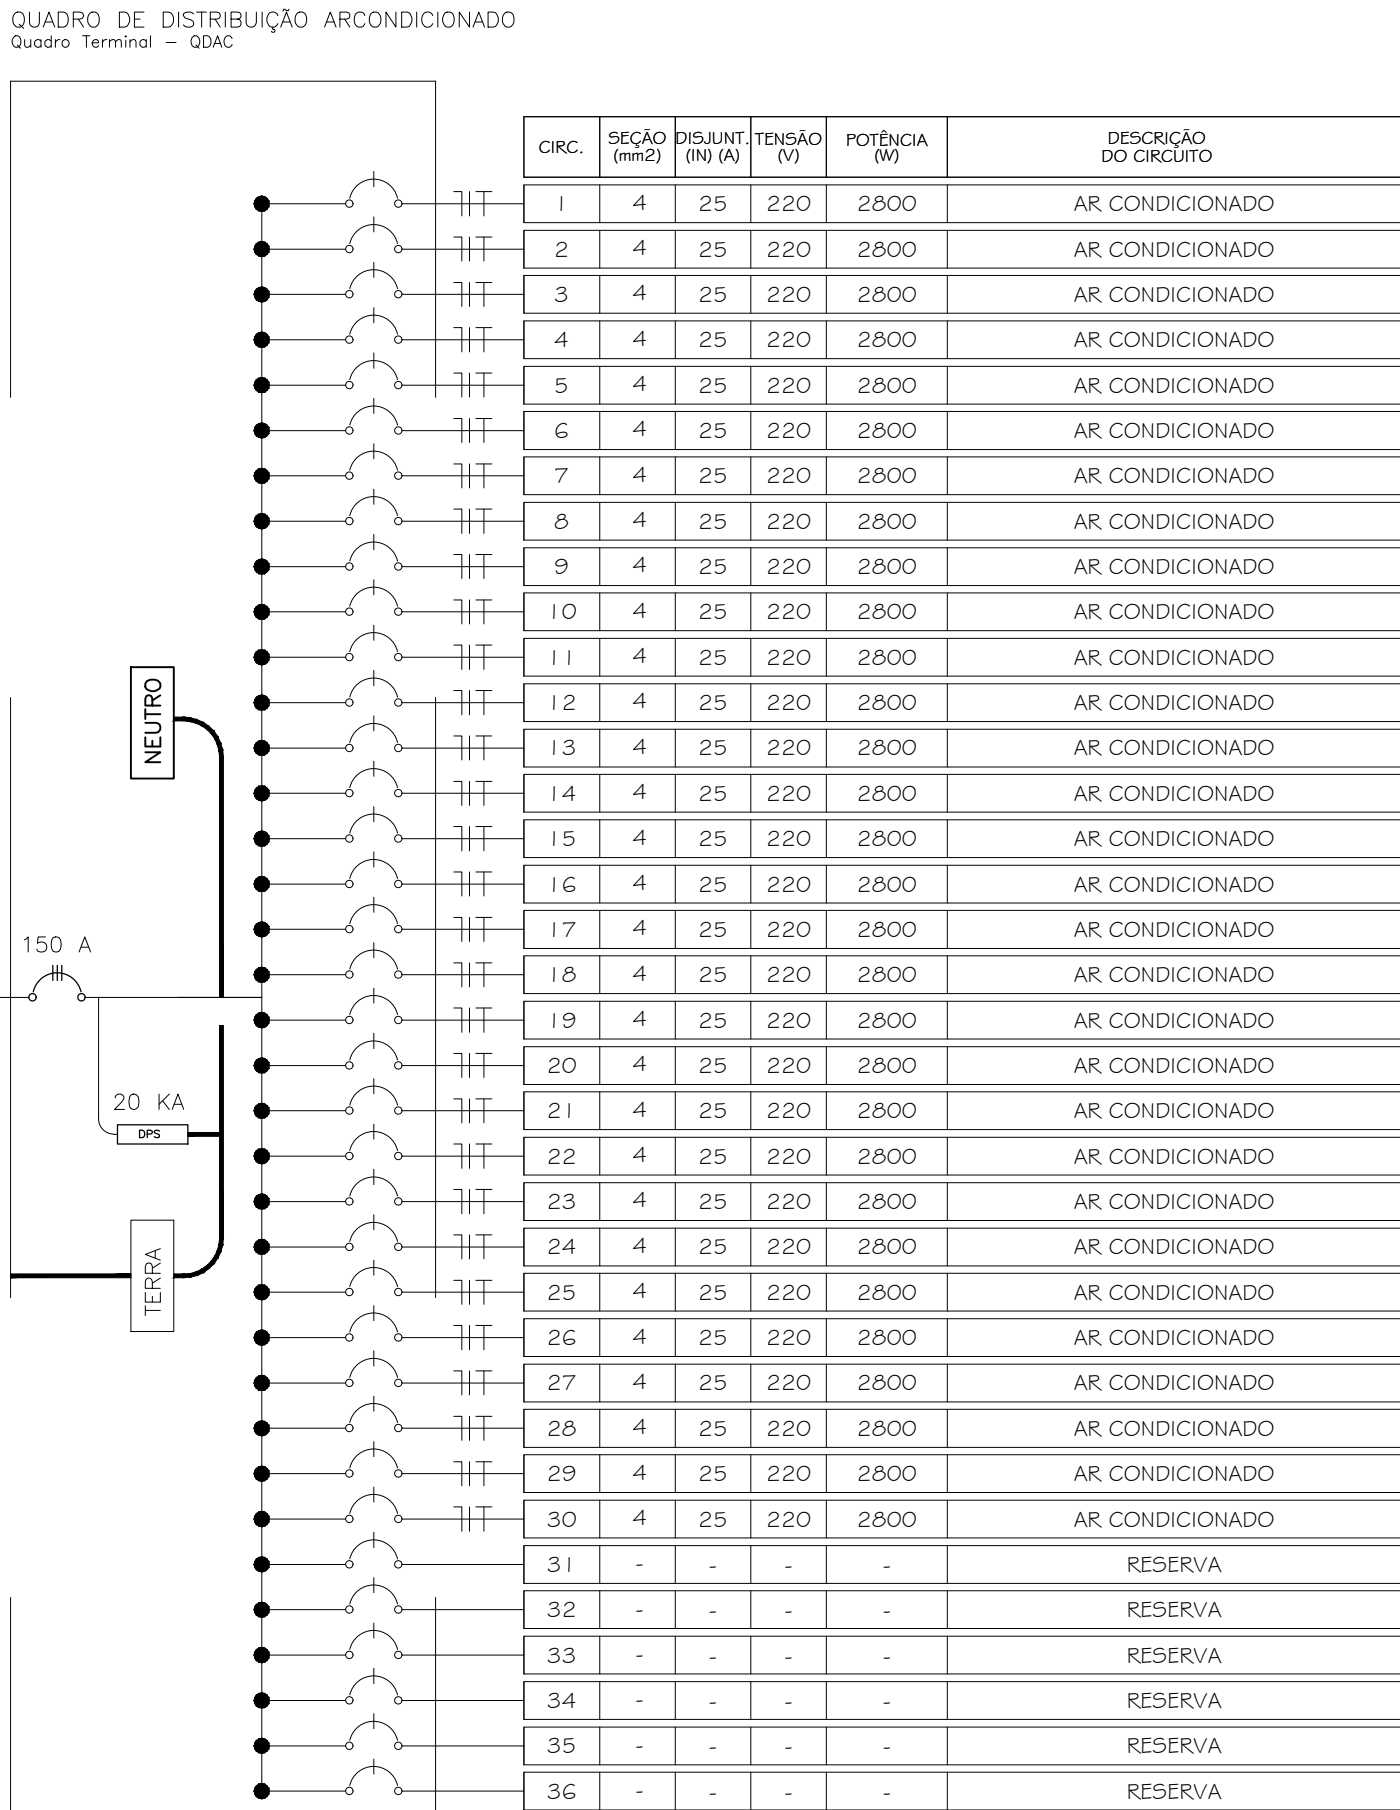 QUADRO DE DISTRIBUIÇÃO ARCONDICIONADO
Quadro Terminal – QDAC
CIRC. SEÇÃO (mm2) DISJUNT. (IN) (A) TENSÃO (V) POTÊNCIA (W) DESCRIÇÃO DO CIRCUITO
1 4 25 220 2800 AR CONDICIONADO
2 4 25 220 2800 AR CONDICIONADO
3 4 25 220 2800 AR CONDICIONADO
4 4 25 220 2800 AR CONDICIONADO
5 4 25 220 2800 AR CONDICIONADO
6 4 25 220 2800 AR CONDICIONADO
7 4 25 220 2800 AR CONDICIONADO
8 4 25 220 2800 AR CONDICIONADO
9 4 25 220 2800 AR CONDICIONADO
10 4 25 220 2800 AR CONDICIONADO
11 4 25 220 2800 AR CONDICIONADO
12 4 25 220 2800 AR CONDICIONADO
13 4 25 220 2800 AR CONDICIONADO
14 4 25 220 2800 AR CONDICIONADO
15 4 25 220 2800 AR CONDICIONADO
16 4 25 220 2800 AR CONDICIONADO
17 4 25 220 2800 AR CONDICIONADO
18 4 25 220 2800 AR CONDICIONADO
19 4 25 220 2800 AR CONDICIONADO
20 4 25 220 2800 AR CONDICIONADO
21 4 25 220 2800 AR CONDICIONADO
22 4 25 220 2800 AR CONDICIONADO
23 4 25 220 2800 AR CONDICIONADO
24 4 25 220 2800 AR CONDICIONADO
25 4 25 220 2800 AR CONDICIONADO
26 4 25 220 2800 AR CONDICIONADO
27 4 25 220 2800 AR CONDICIONADO
28 4 25 220 2800 AR CONDICIONADO
29 4 25 220 2800 AR CONDICIONADO
30 4 25 220 2800 AR CONDICIONADO
31 - - - - RESERVA
32 - - - - RESERVA
33 - - - - RESERVA
34 - - - - RESERVA
35 - - - - RESERVA
36 - - - - RESERVA
NEUTRO
150 A
20 KA
DPS
TERRA